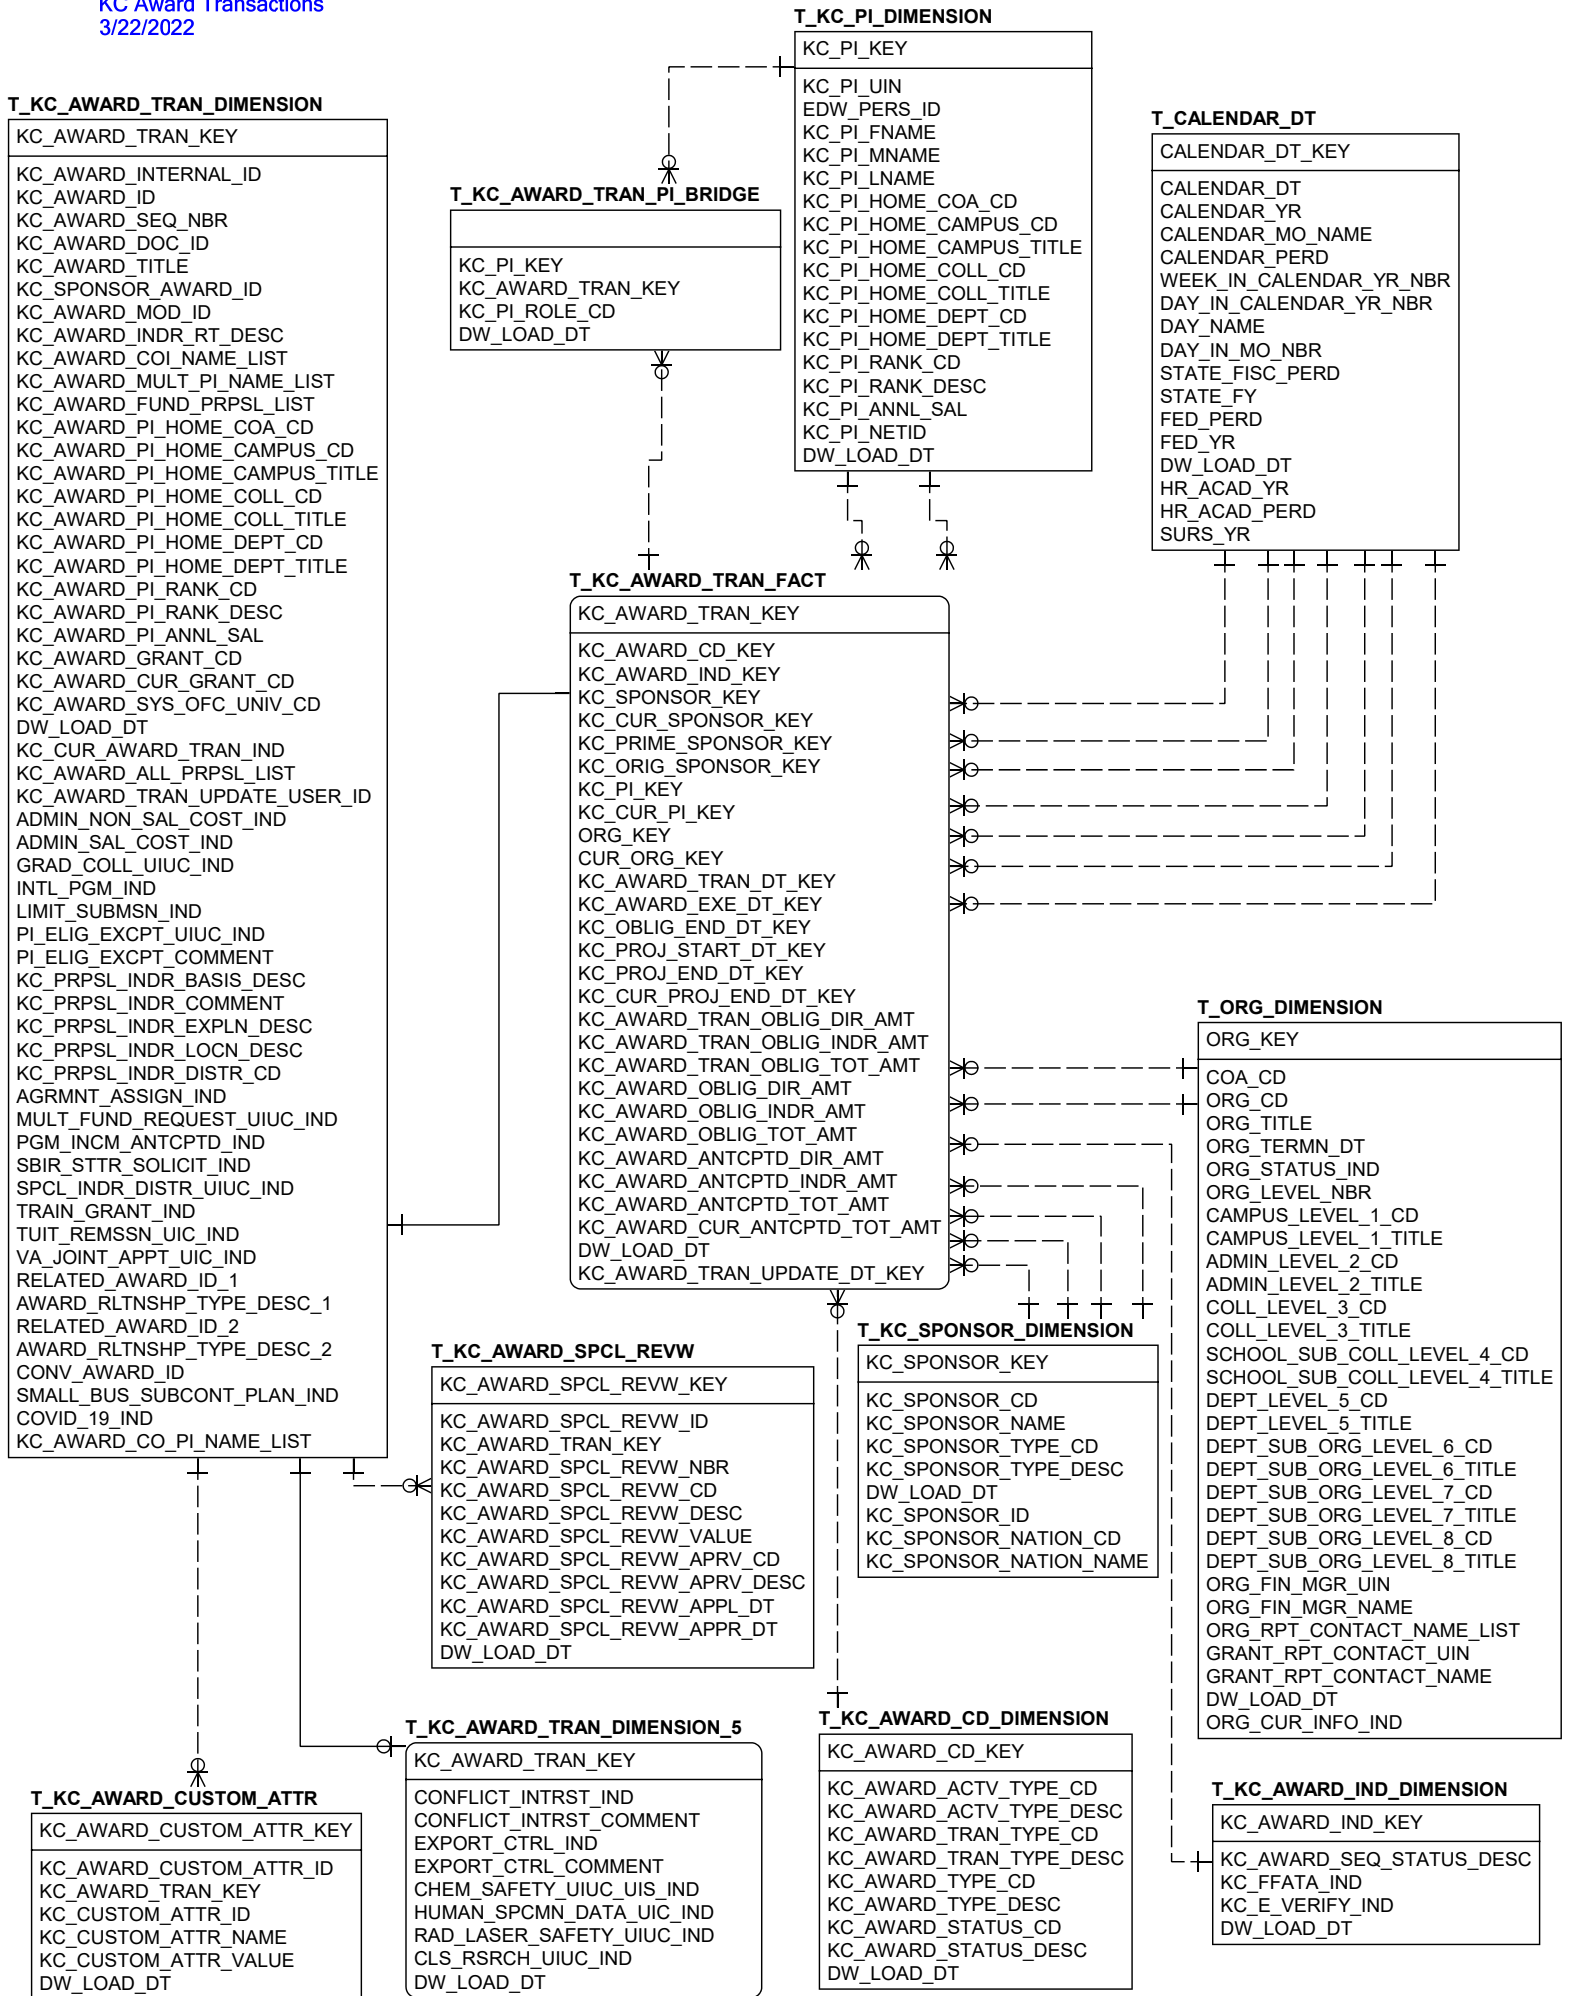 KC Award Transactions
3/22/2022
T_KC_AWARD_TRAN_DIMENSION
KC_AWARD_TRAN_KEY
KC_AWARD_INTERNAL_ID
KC_AWARD_ID
KC_AWARD_SEQ_NBR
KC_AWARD_DOC_ID
KC_AWARD_TITLE
KC_SPONSOR_AWARD_ID
KC_AWARD_MOD_ID
KC_AWARD_INDR_RT_DESC
KC_AWARD_COI_NAME_LIST
KC_AWARD_MULT_PI_NAME_LIST
KC_AWARD_FUND_PRPSL_LIST
KC_AWARD_PI_HOME_COA_CD
KC_AWARD_PI_HOME_CAMPUS_CD
KC_AWARD_PI_HOME_CAMPUS_TITLE
KC_AWARD_PI_HOME_COLL_CD
KC_AWARD_PI_HOME_COLL_TITLE
KC_AWARD_PI_HOME_DEPT_CD
KC_AWARD_PI_HOME_DEPT_TITLE
KC_AWARD_PI_RANK_CD
KC_AWARD_PI_RANK_DESC
KC_AWARD_PI_ANNL_SAL
KC_AWARD_GRANT_CD
KC_AWARD_CUR_GRANT_CD
KC_AWARD_SYS_OFC_UNIV_CD
DW_LOAD_DT
KC_CUR_AWARD_TRAN_IND
KC_AWARD_ALL_PRPSL_LIST
KC_AWARD_TRAN_UPDATE_USER_ID
ADMIN_NON_SAL_COST_IND
ADMIN_SAL_COST_IND
GRAD_COLL_UIUC_IND
INTL_PGM_IND
LIMIT_SUBMSN_IND
PI_ELIG_EXCPT_UIUC_IND
PI_ELIG_EXCPT_COMMENT
KC_PRPSL_INDR_BASIS_DESC
KC_PRPSL_INDR_COMMENT
KC_PRPSL_INDR_EXPLN_DESC
KC_PRPSL_INDR_LOCN_DESC
KC_PRPSL_INDR_DISTR_CD
AGRMNT_ASSIGN_IND
MULT_FUND_REQUEST_UIUC_IND
PGM_INCM_ANTCPTD_IND
SBIR_STTR_SOLICIT_IND
SPCL_INDR_DISTR_UIUC_IND
TRAIN_GRANT_IND
TUIT_REMSSN_UIC_IND
VA_JOINT_APPT_UIC_IND
RELATED_AWARD_ID_1
AWARD_RLTNSHP_TYPE_DESC_1
RELATED_AWARD_ID_2
AWARD_RLTNSHP_TYPE_DESC_2
CONV_AWARD_ID
SMALL_BUS_SUBCONT_PLAN_IND
COVID_19_IND
KC_AWARD_CO_PI_NAME_LIST
T_KC_AWARD_TRAN_PI_BRIDGE
KC_PI_KEY
KC_AWARD_TRAN_KEY
KC_PI_ROLE_CD
DW_LOAD_DT
T_KC_PI_DIMENSION
KC_PI_KEY
KC_PI_UIN
EDW_PERS_ID
KC_PI_FNAME
KC_PI_MNAME
KC_PI_LNAME
KC_PI_HOME_COA_CD
KC_PI_HOME_CAMPUS_CD
KC_PI_HOME_CAMPUS_TITLE
KC_PI_HOME_COLL_CD
KC_PI_HOME_COLL_TITLE
KC_PI_HOME_DEPT_CD
KC_PI_HOME_DEPT_TITLE
KC_PI_RANK_CD
KC_PI_RANK_DESC
KC_PI_ANNL_SAL
KC_PI_NETID
DW_LOAD_DT
T_CALENDAR_DT
CALENDAR_DT_KEY
CALENDAR_DT
CALENDAR_YR
CALENDAR_MO_NAME
CALENDAR_PERD
WEEK_IN_CALENDAR_YR_NBR
DAY_IN_CALENDAR_YR_NBR
DAY_NAME
DAY_IN_MO_NBR
STATE_FISC_PERD
STATE_FY
FED_PERD
FED_YR
DW_LOAD_DT
HR_ACAD_YR
HR_ACAD_PERD
SURS_YR
T_KC_AWARD_TRAN_FACT
KC_AWARD_TRAN_KEY
KC_AWARD_CD_KEY
KC_AWARD_IND_KEY
KC_SPONSOR_KEY
KC_CUR_SPONSOR_KEY
KC_PRIME_SPONSOR_KEY
KC_ORIG_SPONSOR_KEY
KC_PI_KEY
KC_CUR_PI_KEY
ORG_KEY
CUR_ORG_KEY
KC_AWARD_TRAN_DT_KEY
KC_AWARD_EXE_DT_KEY
KC_OBLIG_END_DT_KEY
KC_PROJ_START_DT_KEY
KC_PROJ_END_DT_KEY
KC_CUR_PROJ_END_DT_KEY
KC_AWARD_TRAN_OBLIG_DIR_AMT
KC_AWARD_TRAN_OBLIG_INDR_AMT
KC_AWARD_TRAN_OBLIG_TOT_AMT
KC_AWARD_OBLIG_DIR_AMT
KC_AWARD_OBLIG_INDR_AMT
KC_AWARD_OBLIG_TOT_AMT
KC_AWARD_ANTCPTD_DIR_AMT
KC_AWARD_ANTCPTD_INDR_AMT
KC_AWARD_ANTCPTD_TOT_AMT
KC_AWARD_CUR_ANTCPTD_TOT_AMT
DW_LOAD_DT
KC_AWARD_TRAN_UPDATE_DT_KEY
T_ORG_DIMENSION
ORG_KEY
COA_CD
ORG_CD
ORG_TITLE
ORG_TERMN_DT
ORG_STATUS_IND
ORG_LEVEL_NBR
CAMPUS_LEVEL_1_CD
CAMPUS_LEVEL_1_TITLE
ADMIN_LEVEL_2_CD
ADMIN_LEVEL_2_TITLE
COLL_LEVEL_3_CD
COLL_LEVEL_3_TITLE
SCHOOL_SUB_COLL_LEVEL_4_CD
SCHOOL_SUB_COLL_LEVEL_4_TITLE
DEPT_LEVEL_5_CD
DEPT_LEVEL_5_TITLE
DEPT_SUB_ORG_LEVEL_6_CD
DEPT_SUB_ORG_LEVEL_6_TITLE
DEPT_SUB_ORG_LEVEL_7_CD
DEPT_SUB_ORG_LEVEL_7_TITLE
DEPT_SUB_ORG_LEVEL_8_CD
DEPT_SUB_ORG_LEVEL_8_TITLE
ORG_FIN_MGR_UIN
ORG_FIN_MGR_NAME
ORG_RPT_CONTACT_NAME_LIST
GRANT_RPT_CONTACT_UIN
GRANT_RPT_CONTACT_NAME
DW_LOAD_DT
ORG_CUR_INFO_IND
T_KC_AWARD_SPCL_REVW
KC_AWARD_SPCL_REVW_KEY
KC_AWARD_SPCL_REVW_ID
KC_AWARD_TRAN_KEY
KC_AWARD_SPCL_REVW_NBR
KC_AWARD_SPCL_REVW_CD
KC_AWARD_SPCL_REVW_DESC
KC_AWARD_SPCL_REVW_VALUE
KC_AWARD_SPCL_REVW_APRV_CD
KC_AWARD_SPCL_REVW_APRV_DESC
KC_AWARD_SPCL_REVW_APPL_DT
KC_AWARD_SPCL_REVW_APPR_DT
DW_LOAD_DT
T_KC_SPONSOR_DIMENSION
KC_SPONSOR_KEY
KC_SPONSOR_CD
KC_SPONSOR_NAME
KC_SPONSOR_TYPE_CD
KC_SPONSOR_TYPE_DESC
DW_LOAD_DT
KC_SPONSOR_ID
KC_SPONSOR_NATION_CD
KC_SPONSOR_NATION_NAME
T_KC_AWARD_CUSTOM_ATTR
KC_AWARD_CUSTOM_ATTR_KEY
KC_AWARD_CUSTOM_ATTR_ID
KC_AWARD_TRAN_KEY
KC_CUSTOM_ATTR_ID
KC_CUSTOM_ATTR_NAME
KC_CUSTOM_ATTR_VALUE
DW_LOAD_DT
T_KC_AWARD_TRAN_DIMENSION_5
KC_AWARD_TRAN_KEY
CONFLICT_INTRST_IND
CONFLICT_INTRST_COMMENT
EXPORT_CTRL_IND
EXPORT_CTRL_COMMENT
CHEM_SAFETY_UIUC_UIS_IND
HUMAN_SPCMN_DATA_UIC_IND
RAD_LASER_SAFETY_UIUC_IND
CLS_RSRCH_UIUC_IND
DW_LOAD_DT
T_KC_AWARD_CD_DIMENSION
KC_AWARD_CD_KEY
KC_AWARD_ACTV_TYPE_CD
KC_AWARD_ACTV_TYPE_DESC
KC_AWARD_TRAN_TYPE_CD
KC_AWARD_TRAN_TYPE_DESC
KC_AWARD_TYPE_CD
KC_AWARD_TYPE_DESC
KC_AWARD_STATUS_CD
KC_AWARD_STATUS_DESC
DW_LOAD_DT
T_KC_AWARD_IND_DIMENSION
KC_AWARD_IND_KEY
KC_AWARD_SEQ_STATUS_DESC
KC_FFATA_IND
KC_E_VERIFY_IND
DW_LOAD_DT